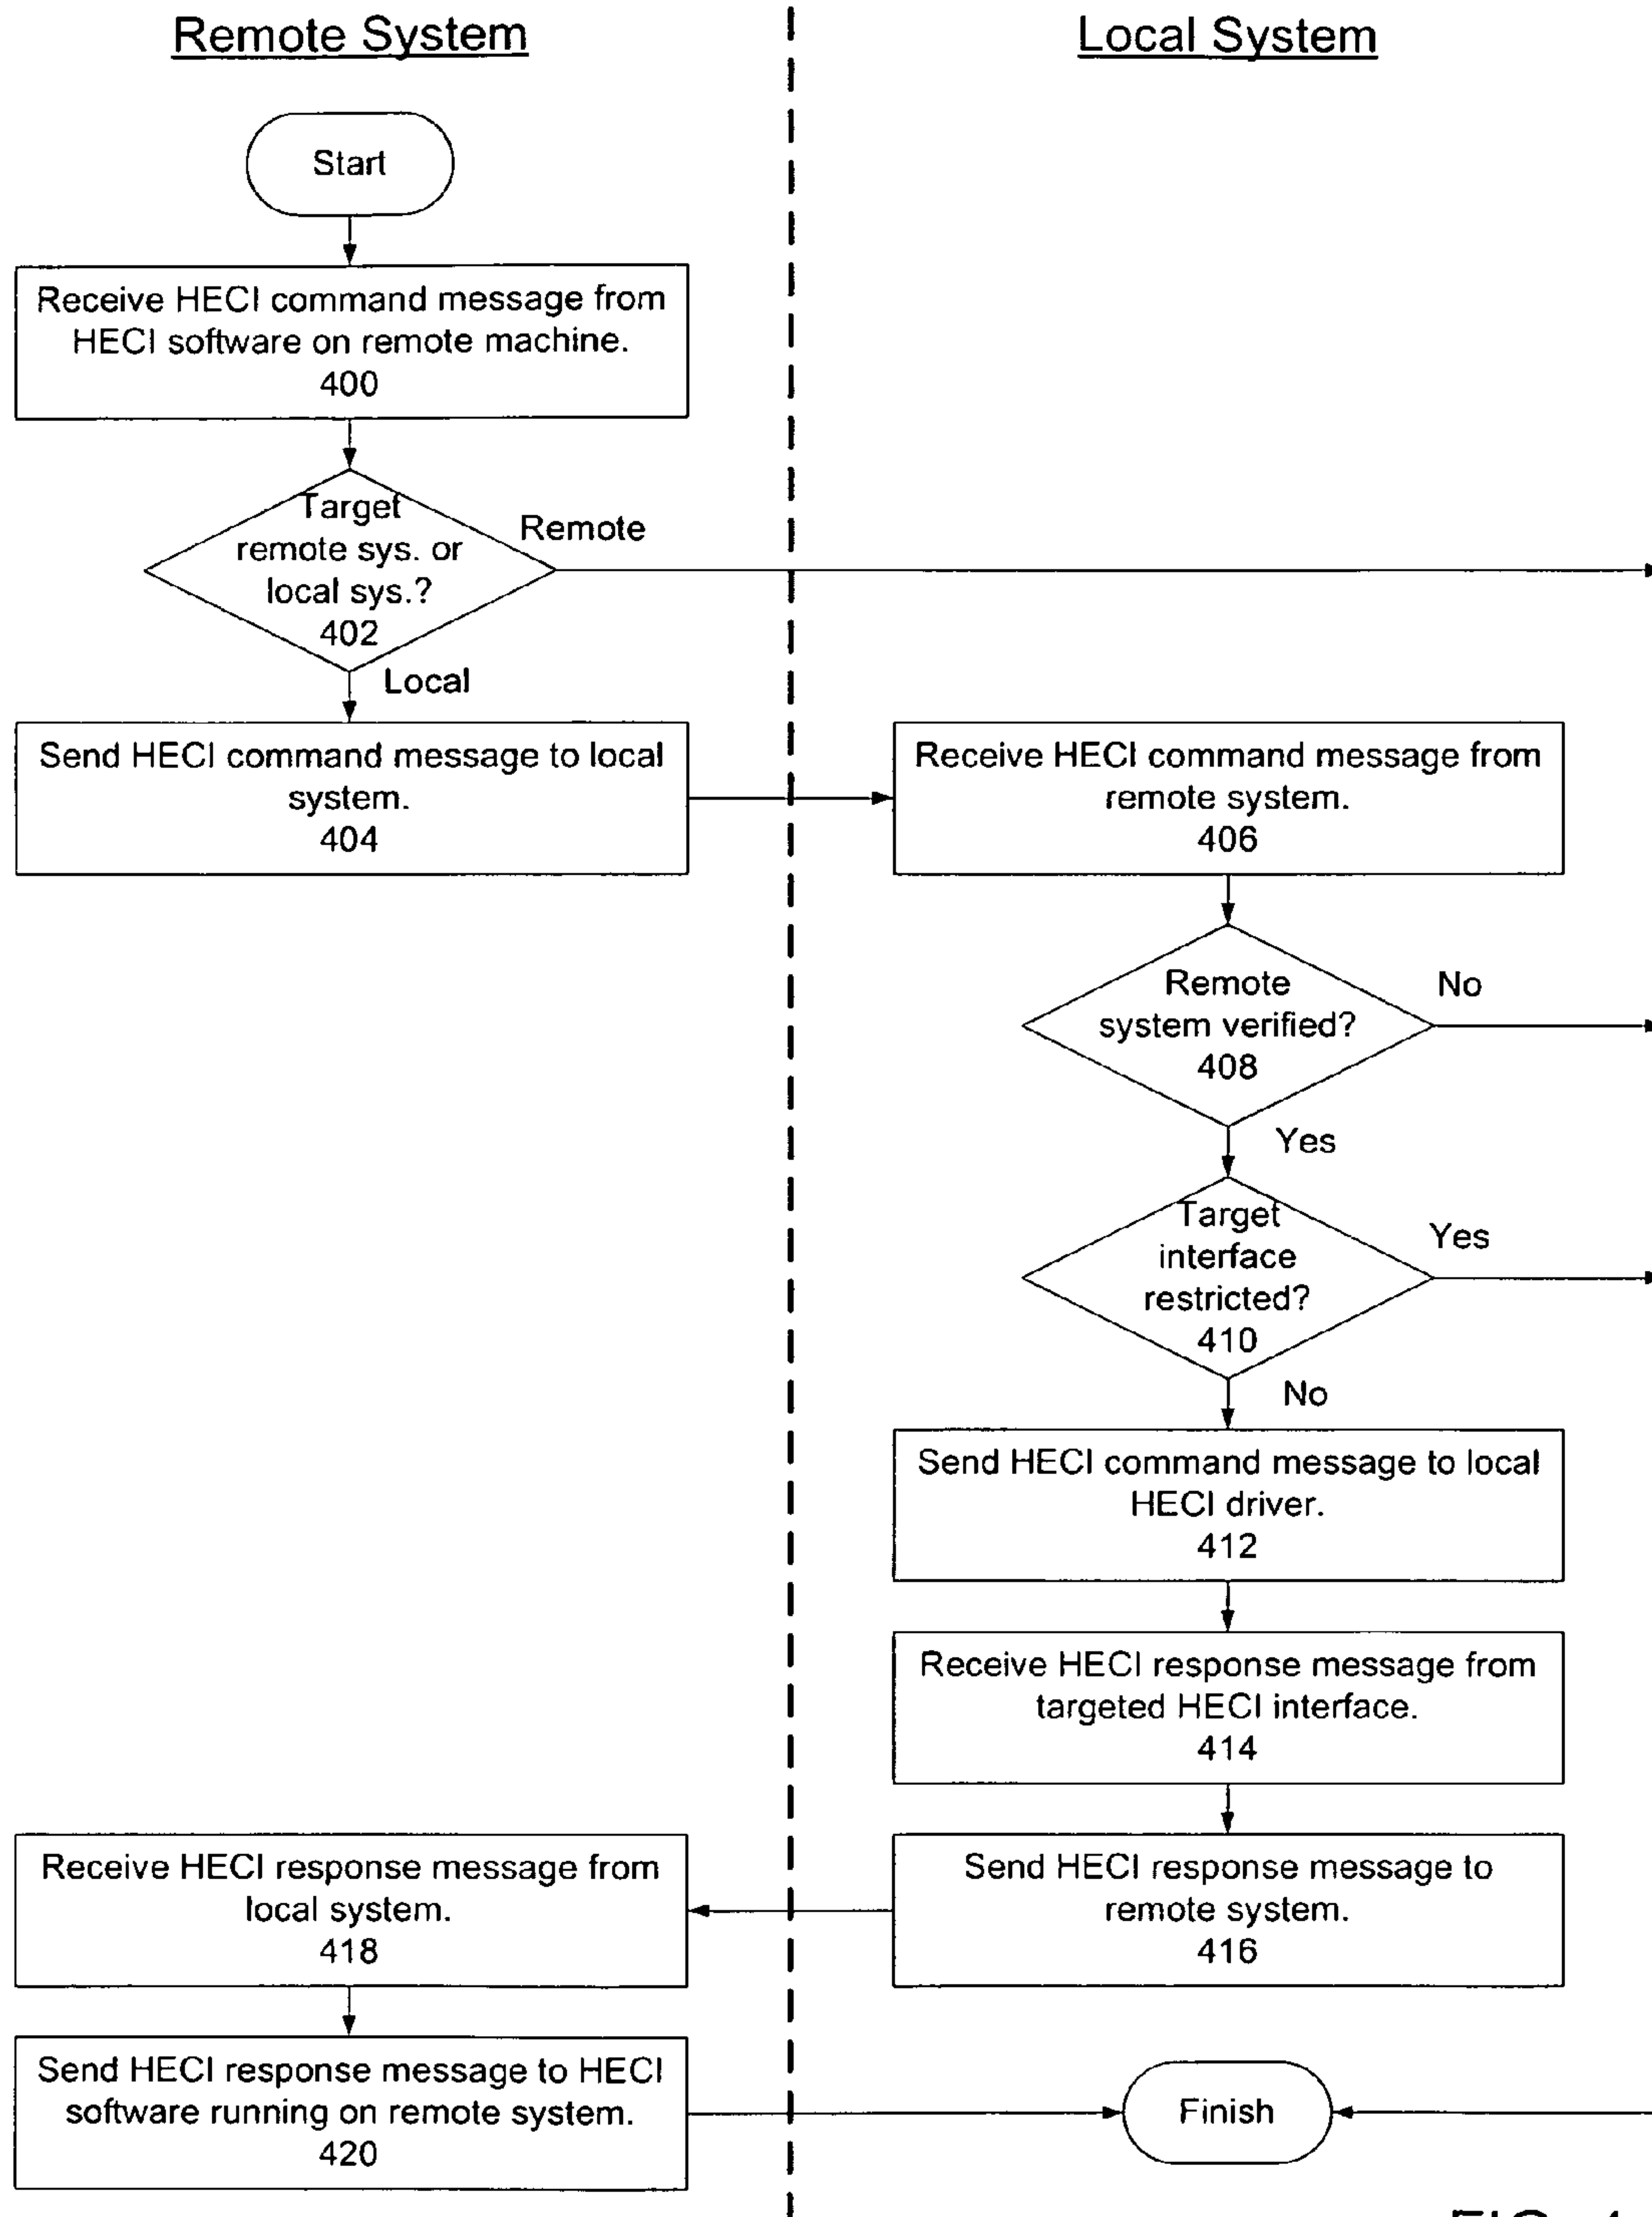 Remote System
Local System
Start
Receive HECI command message from
HECI software on remote machine.
400
Target
remote sys. or
local sys.?
402
Remote
Local
Send HECI command message to local
system.
404
Receive HECI command message from
remote system.
406
Remote
system verified?
408
No
Yes
Target
interface
restricted?
410
Yes
No
Send HECI command message to local
HECI driver.
412
Receive HECI response message from
targeted HECI interface.
414
Send HECI response message to
remote system.
416
Receive HECI response message from
local system.
418
Send HECI response message to HECI
software running on remote system.
420
Finish